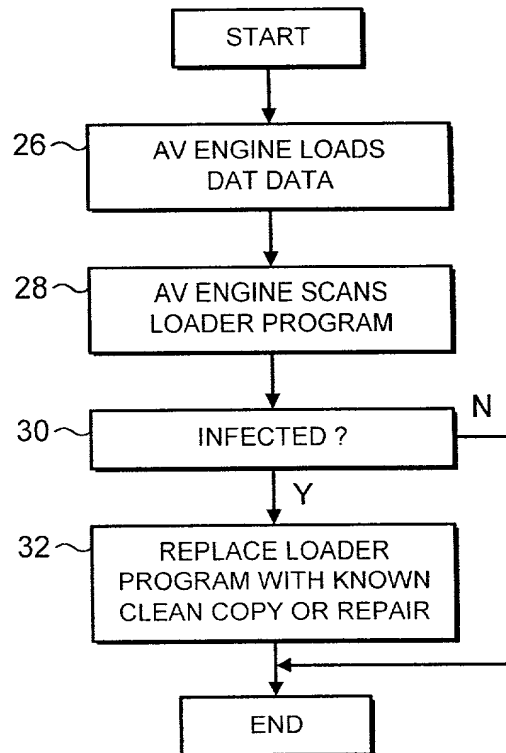 START
26
AV ENGINE LOADS
DAT DATA
28
AV ENGINE SCANS
LOADER PROGRAM
30
INFECTED ?
N
Y
32
REPLACE LOADER
PROGRAM WITH KNOWN
CLEAN COPY OR REPAIR
END